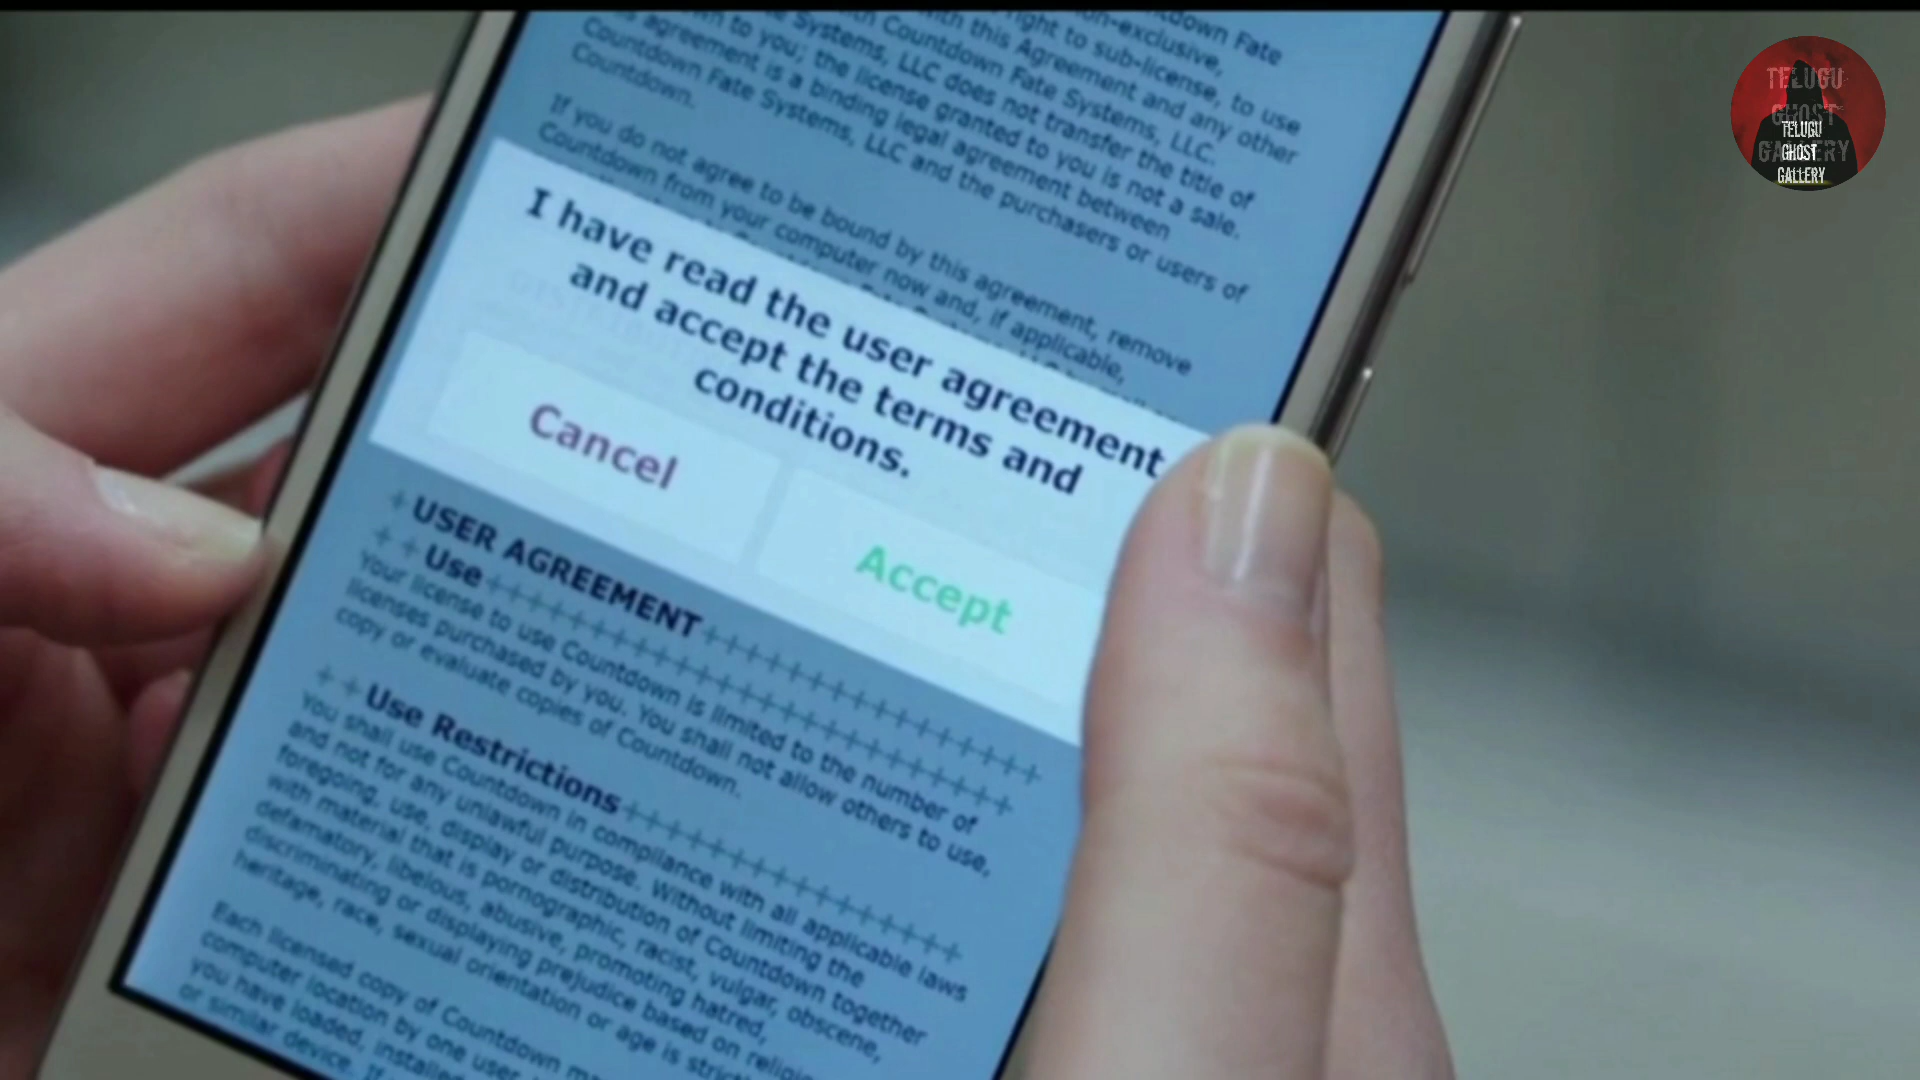 down Fate
non-exclusive,
right to sub-license, to use
with this Agreement and any other
Countdown Fate Systems, LLC.
Systems, LLC does not transfer the title of
to you; the license granted to you is not a sale.
agreement is a binding legal agreement between
Countdown Fate Systems, LLC and the purchasers or users of
Countdown.
If you do not agree to be bound by this agreement, remove
Countdown from your computer now and, if applicable,
I have read the user agreement
and accept the terms and
conditions.
Cancel
Accept
+USER AGREEMENT++++++++++++++
++Use++++++++++++++++++++++
Your license to use Countdown is limited to the number of
licenses purchased by you. You shall not allow others to use,
copy or evaluate copies of Countdown.
++Use Restrictions++++++++++++++
You shall use Countdown in compilance with all applicable laws
and not for any unlawful purpose. Without limiting the
foregoing, use, display or distribution of Countdown together
with material that is pornographic, racist, vulgar, obscene,
defamatory, libelous, abusive, promoting hatred,
discriminating or displaying prejudice based on
heritage, race, sexual orientation or age is
Each licensed copy of Countdown
computer location by one user.
you have loaded, installed
or similar device. If
TELUGU
GHOST
GALLERY
TELUGU
GHOST
GALLERY